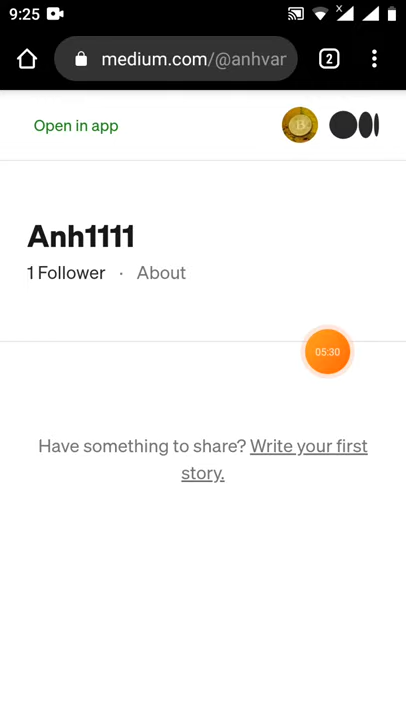 9:25
medium.com/@anhvar
2
Open in app
Anh1111
1 Follower · About
05:30
Have something to share? Write your first
story.